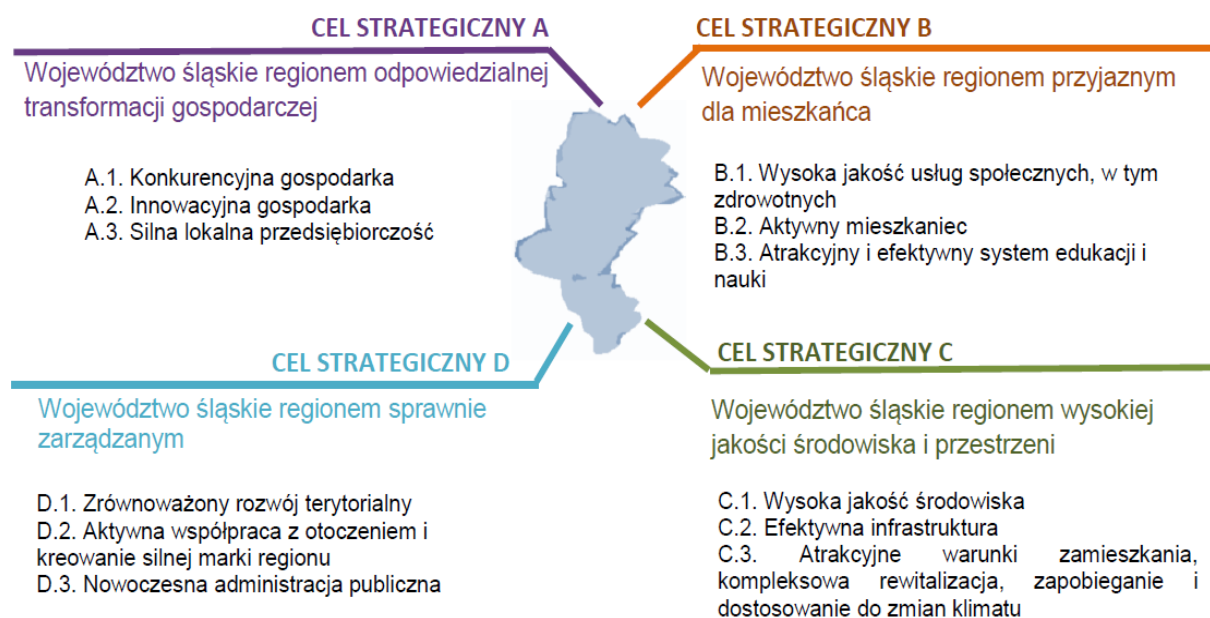 CEL STRATEGICZNY A
Województwo śląskie regionem odpowiedzialnej
transformacji gospodarczej
A.1. Konkurencyjna gospodarka
A.2. Innowacyjna gospodarka
A.3. Silna lokalna przedsiębiorczość
CEL STRATEGICZNY B
Województwo śląskie regionem przyjaznym
dla mieszkańca
B.1. Wysoka jakość usług społecznych, w tym
zdrowotnych
B.2. Aktywny mieszkaniec
B.3. Atrakcyjny i efektywny system edukacji i
nauki
CEL STRATEGICZNY D
Województwo śląskie regionem sprawnie
zarządzanym
D.1. Zrównoważony rozwój terytorialny
D.2. Aktywna współpraca z otoczeniem i
kreowanie silnej marki regionu
D.3. Nowoczesna administracja publiczna
CEL STRATEGICZNY C
Województwo śląskie regionem wysokiej
jakości środowiska i przestrzeni
C.1. Wysoka jakość środowiska
C.2. Efektywna infrastruktura
C.3. Atrakcyjne warunki zamieszkania,
kompleksowa rewitalizacja, zapobieganie i
dostosowanie do zmian klimatu